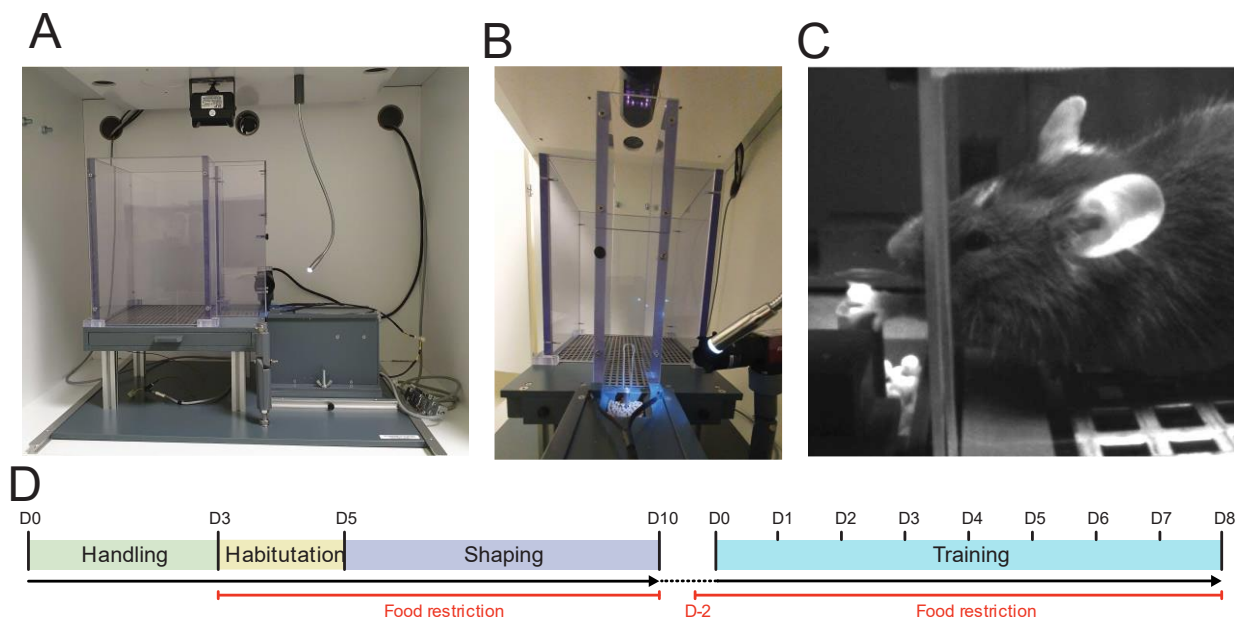 A
B
C
D
D0
D3
D5
D10
D0
D1
D2
D3
D4
D5
D6
D7
D8
Handling
Habitutation
Shaping
Training
Food restriction
D-2
Food restriction